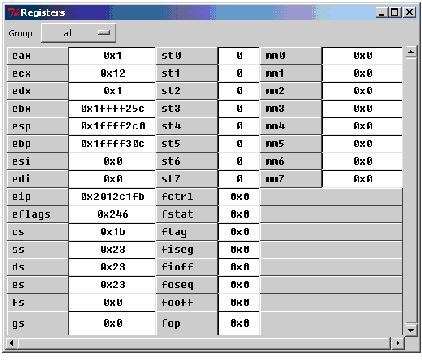 Registers
Group: all
eax 0x1 st0 0 mm0 0x0
ecx 0x12 st1 0 mm1 0x0
edx 0x1 st2 0 mm2 0x0
ebx 0x1ffff25c st3 0 mm3 0x0
esp 0x1ffff2c0 st4 0 mm4 0x0
ebp 0x1ffff30c st5 0 mm5 0x0
esi 0x0 st6 0 mm6 0x0
edi 0x0 st7 0 mm7 0x0
eip 0x2012c1fb fctrl 0x0
eflags 0x246 fstat 0x0
cs 0x1b ftag 0x0
ss 0x23 fiseg 0x0
ds 0x23 fioff 0x0
es 0x23 foseg 0x0
fs 0x0 fooff 0x0
gs 0x0 fop 0x0